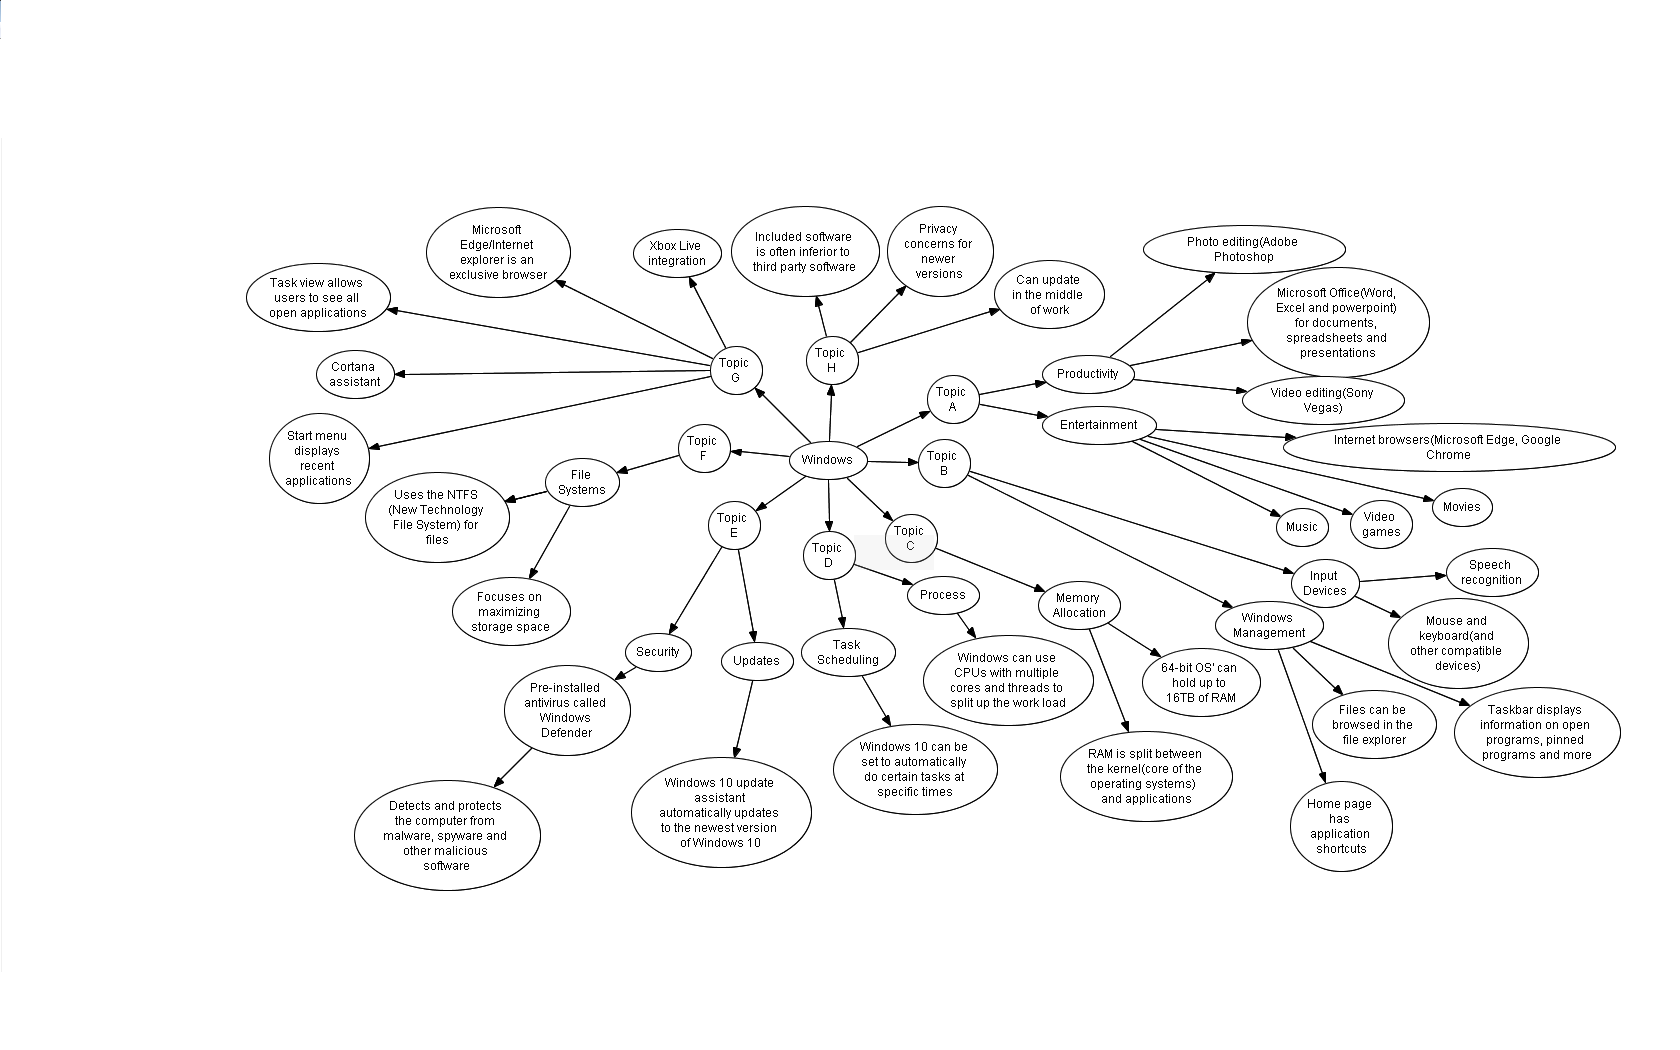 Microsoft
Edge/Internet
explorer is an
exclusive browser
Xbox Live
integration
Included software
is often inferior to
third party software
Privacy
concerns for
newer
versions
Photo editing(Adobe
Photoshop
Task view allows
users to see all
open applications
Can update
in the middle
of work
Microsoft Office(Word,
Excel and powerpoint)
for documents,
spreadsheets and
presentations
Cortana
assistant
Topic
G
Topic
H
Topic
A
Productivity
Video editing(Sony
Vegas)
Start menu
displays
recent
applications
Topic
F
Windows
Topic
B
Entertainment
Internet browsers(Microsoft Edge, Google
Chrome
File
Systems
Uses the NTFS
(New Technology
File System) for
files
Topic
E
Topic
D
Topic
C
Music
Video
games
Movies
Focuses on
maximizing
storage space
Process
Memory
Allocation
Input
Devices
Speech
recognition
Windows
Management
Mouse and
keyboard(and
other compatible
devices)
Security
Updates
Task
Scheduling
Windows can use
CPUs with multiple
cores and threads to
split up the work load
64-bit OS' can
hold up to
16TB of RAM
Pre-installed
antivirus called
Windows
Defender
Files can be
browsed in the
file explorer
Taskbar displays
information on open
programs, pinned
programs and more
Detects and protects
the computer from
malware, spyware and
other malicious
software
Windows 10 update
assistant
automatically updates
to the newest version
of Windows 10
Windows 10 can be
set to automatically
do certain tasks at
specific times
RAM is split between
the kernel(core of the
operating systems)
and applications
Home page
has
application
shortcuts